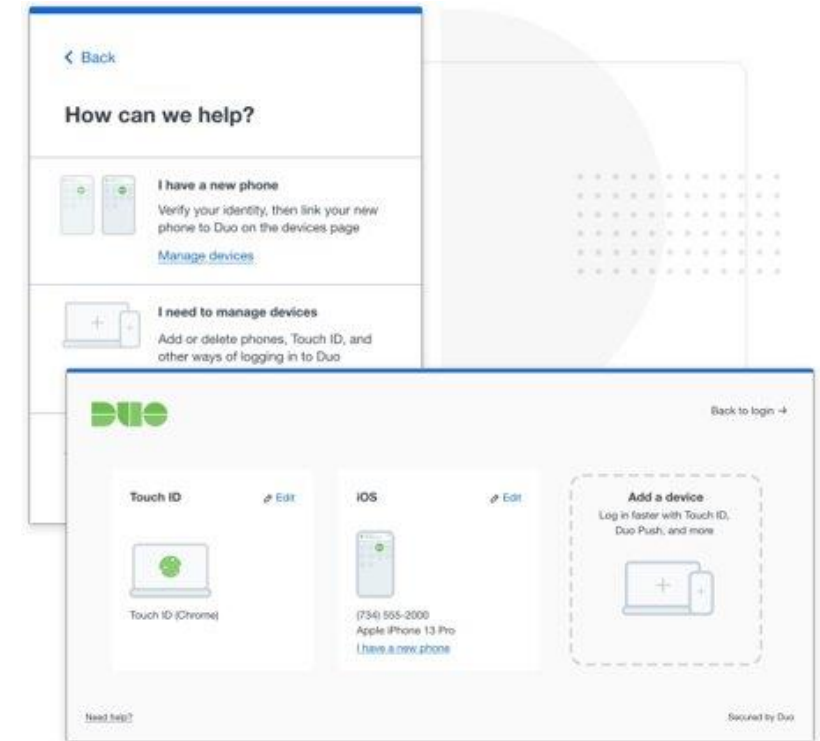 Back
How can we help?
I have a new phone
Verify your identity, then link your new
phone to Duo on the devices page
Manage devices
I need to manage devices
Add or delete phones, Touch ID, and
other ways of logging in to Duo
DUO
Back to login →
Touch ID
Edit
Touch ID (Chrome)
iOS
Edit
(734) 555-2000
Apple iPhone 13 Pro
I have a new phone
Add a device
Log in faster with Touch ID,
Duo Push, and more
Need help?
Secured by Duo